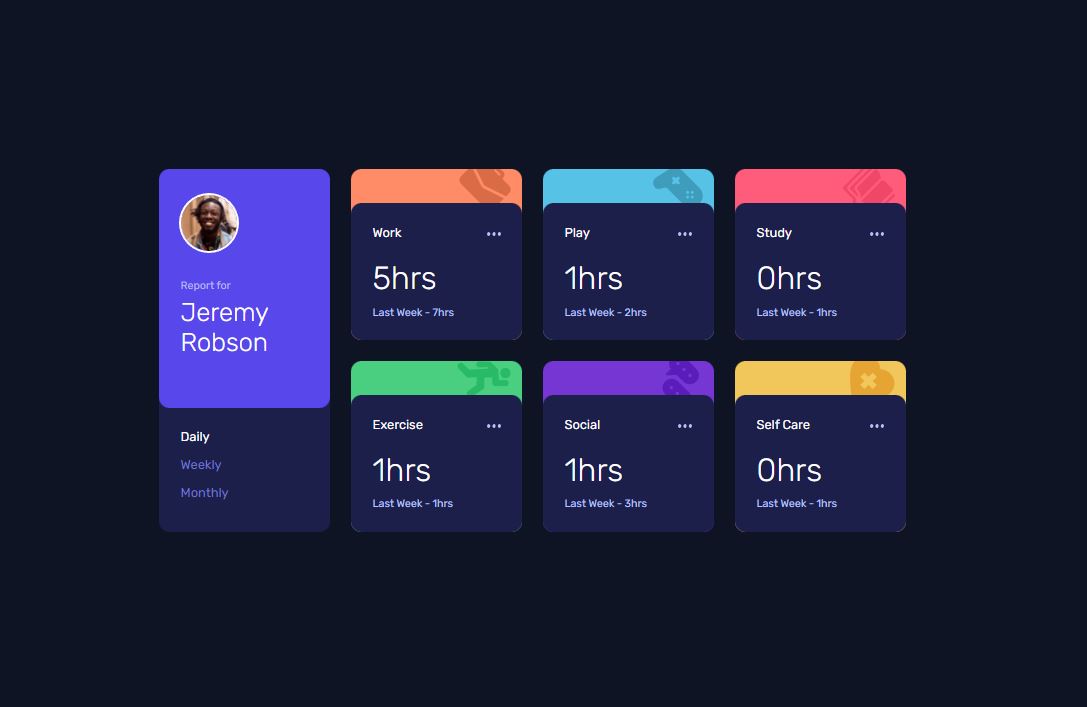 Report for
Jeremy
Robson
Daily
Weekly
Monthly
Work
5hrs
Last Week - 7hrs
Play
1hrs
Last Week - 2hrs
Study
0hrs
Last Week - 1hrs
Exercise
1hrs
Last Week - 1hrs
Social
1hrs
Last Week - 3hrs
Self Care
0hrs
Last Week - 1hrs